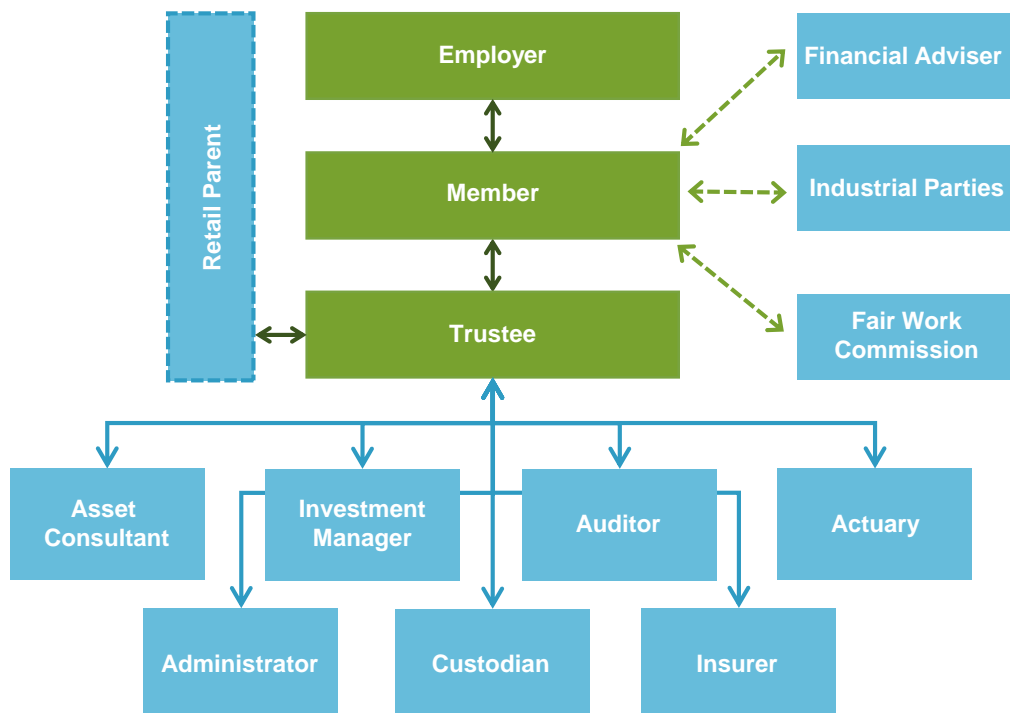 Employer
Financial Adviser
Retail Parent
Member
Industrial Parties
Trustee
Fair Work
Commission
Asset
Consultant
Investment
Manager
Auditor
Actuary
Administrator
Custodian
Insurer